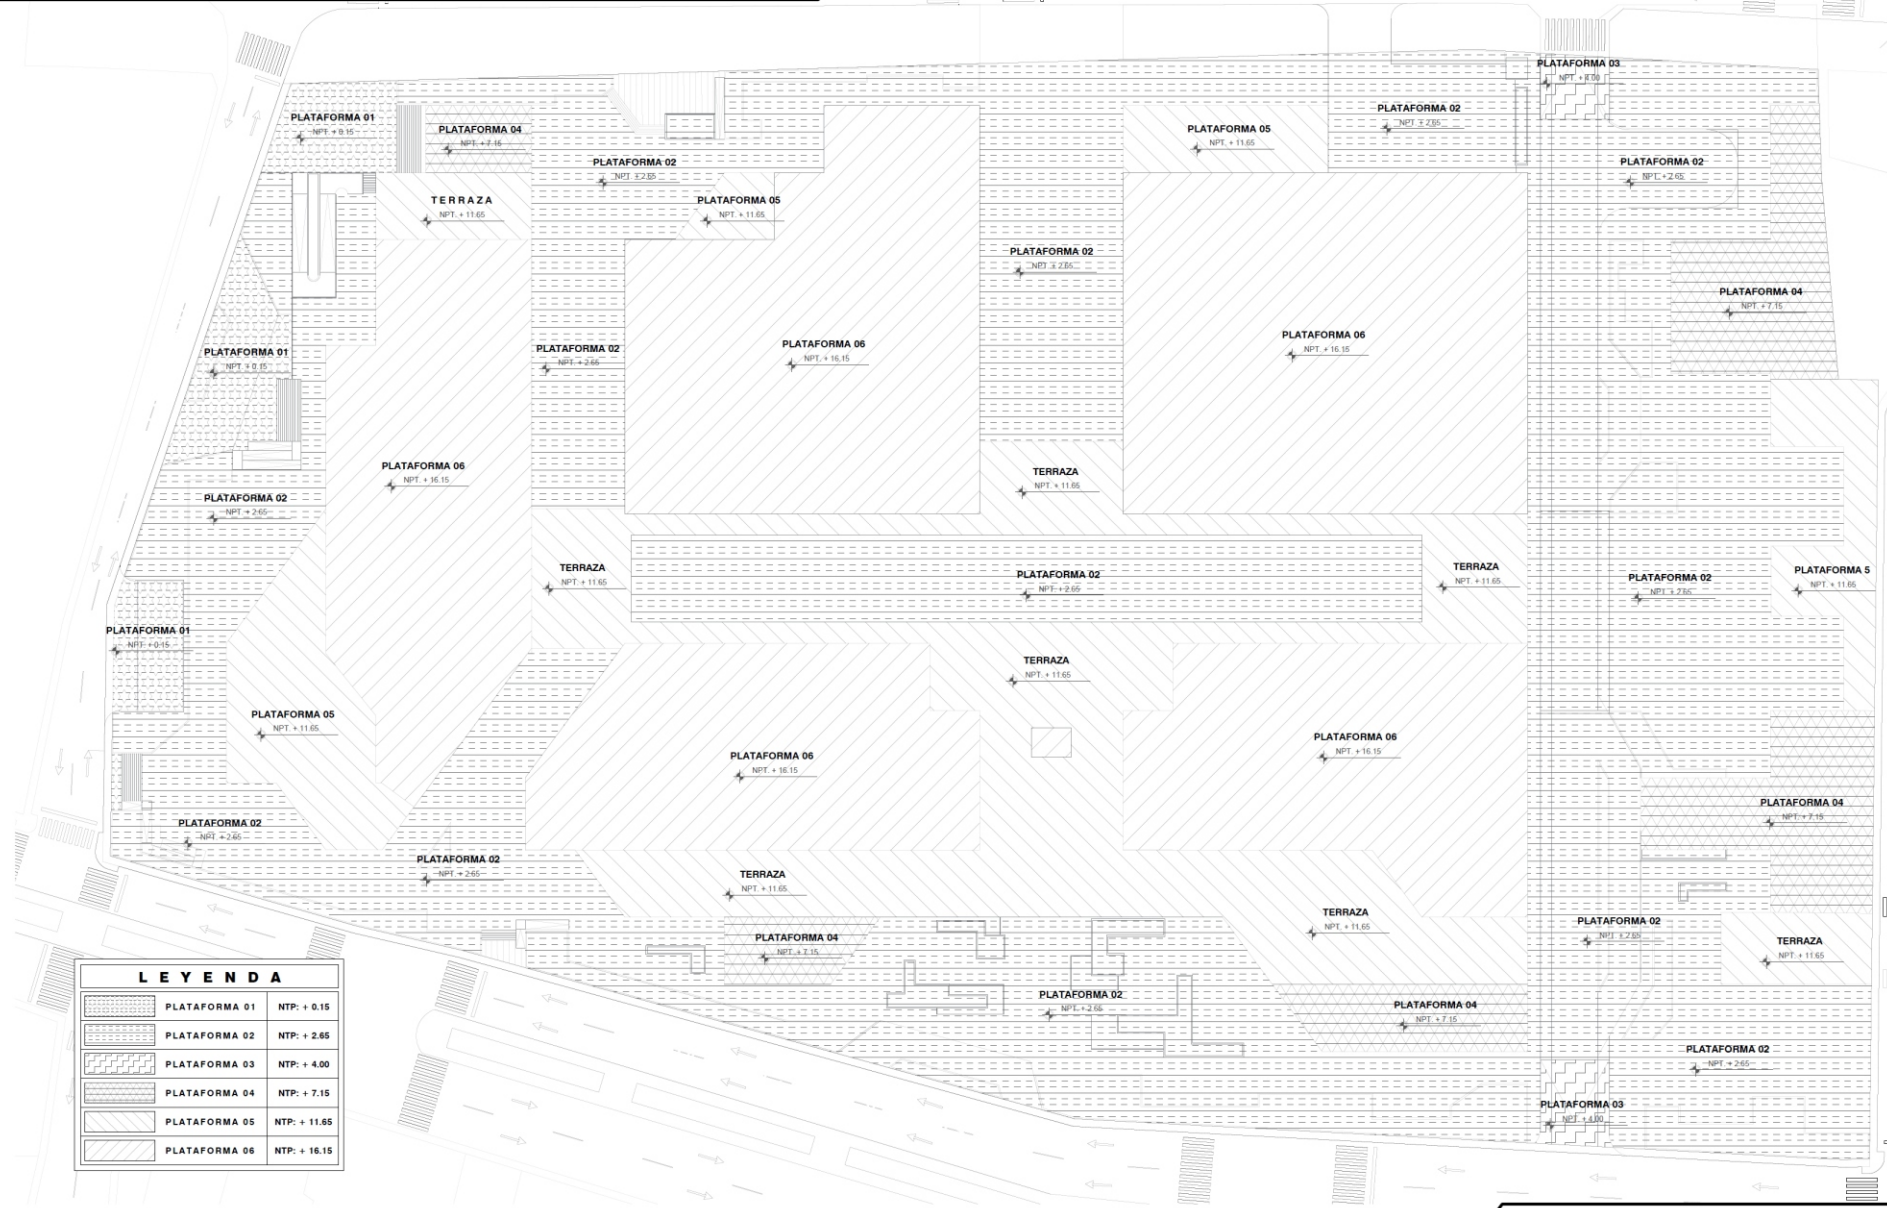 PLATAFORMA 03
NPT. + 4.00
PLATAFORMA 02
NPT. + 2.65
PLATAFORMA 01
NPT. + 0.15
PLATAFORMA 04
NPT. + 7.15
PLATAFORMA 05
NPT. + 11.65
PLATAFORMA 02
NPT. + 2.65
PLATAFORMA 02
NPT. + 2.65
TERRAZA
NPT. + 11.65
PLATAFORMA 05
NPT. + 11.65
PLATAFORMA 02
NPT. + 2.65
PLATAFORMA 04
NPT. + 7.15
PLATAFORMA 01
NPT. + 0.15
PLATAFORMA 02
NPT. + 2.65
PLATAFORMA 06
NPT. + 16.15
PLATAFORMA 06
NPT. + 16.15
PLATAFORMA 06
NPT. + 16.15
TERRAZA
NPT. + 11.65
PLATAFORMA 02
NPT. + 2.65
TERRAZA
NPT. + 11.65
PLATAFORMA 02
NPT. + 2.65
TERRAZA
NPT. + 11.65
PLATAFORMA 02
NPT. + 2.65
PLATAFORMA 5
NPT. + 11.65
PLATAFORMA 01
NPT. + 0.15
TERRAZA
NPT. + 11.65
PLATAFORMA 05
NPT. + 11.65
PLATAFORMA 06
NPT. + 16.15
PLATAFORMA 06
NPT. + 16.15
PLATAFORMA 04
NPT. + 7.15
PLATAFORMA 02
NPT. + 2.65
PLATAFORMA 02
NPT. + 2.65
TERRAZA
NPT. + 11.65
TERRAZA
NPT. + 11.65
PLATAFORMA 02
NPT. + 2.65
PLATAFORMA 04
NPT. + 7.15
TERRAZA
NPT. + 11.65
PLATAFORMA 02
NPT. + 2.65
PLATAFORMA 04
NPT. + 7.15
PLATAFORMA 02
NPT. + 2.65
PLATAFORMA 03
NPT. + 4.00
LEYENDA
PLATAFORMA 01 NTP: + 0.15
PLATAFORMA 02 NTP: + 2.65
PLATAFORMA 03 NTP: + 4.00
PLATAFORMA 04 NTP: + 7.15
PLATAFORMA 05 NTP: + 11.65
PLATAFORMA 06 NTP: + 16.15